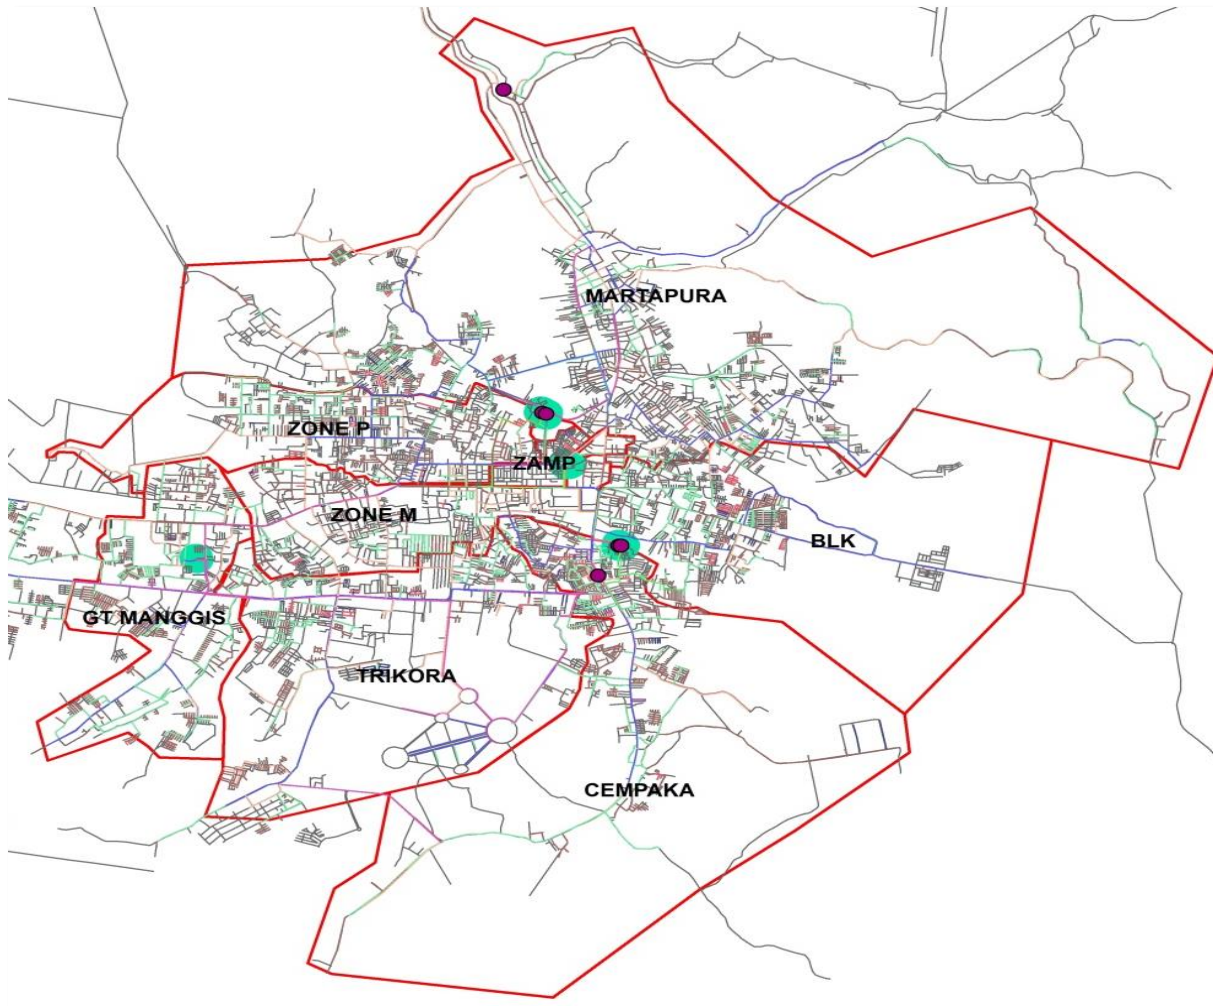 MARTAPURA
ZONE P
ZAMP
ZONE M
BLK
GT MANGGIS
TRIKORA
CEMPAKA